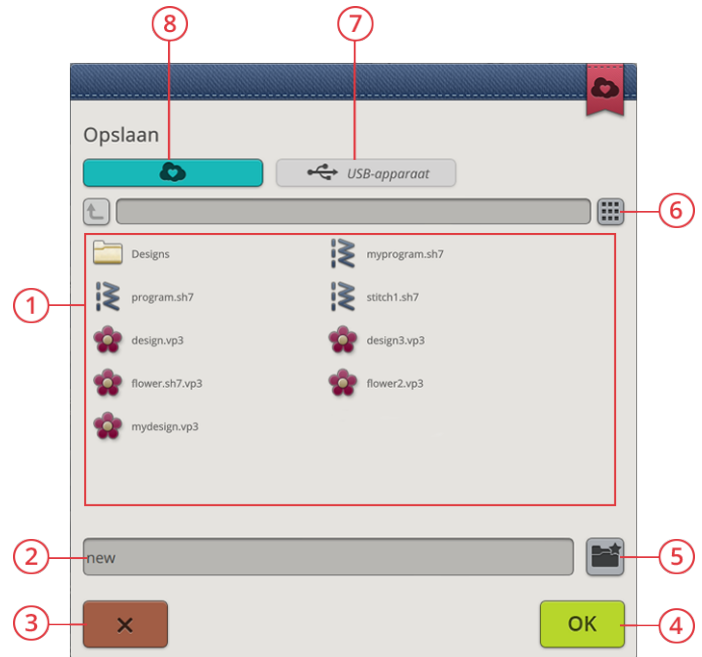 8 7
Opslaan
USB-apparaat
6
Designs myprogram.sh7
1
program.sh7 stitch1.sh7
design.vp3 design3.vp3
flower.sh7.vp3 flower2.vp3
mydesign.vp3
2 new 5
3 OK 4